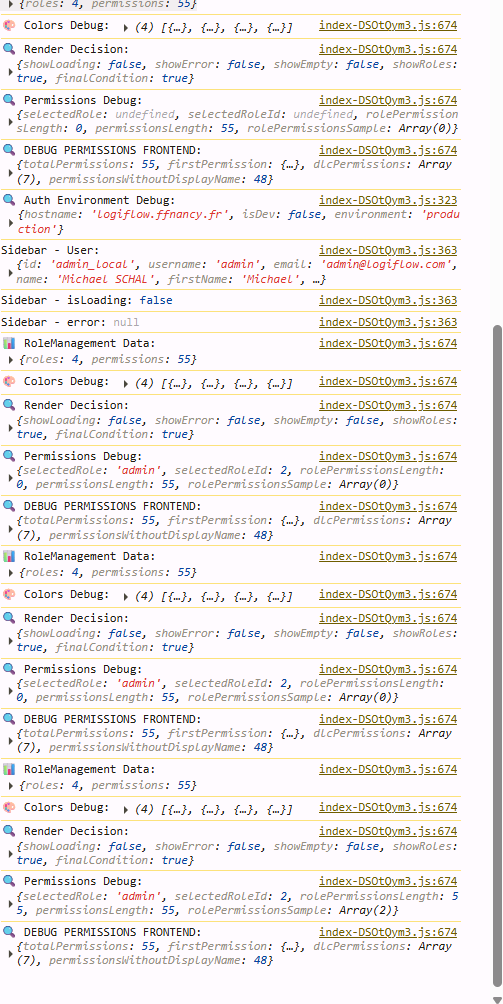 {roles: 4, permissions: 55}
Colors Debug: (4) [{…}, {…}, {…}, {…}] index-DSOtQym3.js:674
Render Decision: index-DSOtQym3.js:674
{showLoading: false, showError: false, showEmpty: false, showRoles:
true, finalCondition: true}
Permissions Debug: index-DSOtQym3.js:674
{selectedRole: undefined, selectedRoleId: undefined, rolePermission
sLength: 0, permissionsLength: 55, rolePermissionsSample: Array(0)}
DEBUG PERMISSIONS FRONTEND: index-DSOtQym3.js:674
{totalPermissions: 55, firstPermission: {…}, dlcPermissions: Array
(7), permissionsWithoutDisplayName: 48}
Auth Environment Debug: index-DSOtQym3.js:323
{hostname: 'logiflow.ffnancy.fr', isDev: false, environment: 'produ
ction'}
Sidebar - User: index-DSOtQym3.js:363
{id: 'admin_local', username: 'admin', email: 'admin@logiflow.com',
name: 'Michael SCHAL', firstName: 'Michael', …}
Sidebar - isLoading: false index-DSOtQym3.js:363
Sidebar - error: null index-DSOtQym3.js:363
RoleManagement Data: index-DSOtQym3.js:674
{roles: 4, permissions: 55}
Colors Debug: (4) [{…}, {…}, {…}, {…}] index-DSOtQym3.js:674
Render Decision: index-DSOtQym3.js:674
{showLoading: false, showError: false, showEmpty: false, showRoles:
true, finalCondition: true}
Permissions Debug: index-DSOtQym3.js:674
{selectedRole: 'admin', selectedRoleId: 2, rolePermissionsLength:
0, permissionsLength: 55, rolePermissionsSample: Array(0)}
DEBUG PERMISSIONS FRONTEND: index-DSOtQym3.js:674
{totalPermissions: 55, firstPermission: {…}, dlcPermissions: Array
(7), permissionsWithoutDisplayName: 48}
RoleManagement Data: index-DSOtQym3.js:674
{roles: 4, permissions: 55}
Colors Debug: (4) [{…}, {…}, {…}, {…}] index-DSOtQym3.js:674
Render Decision: index-DSOtQym3.js:674
{showLoading: false, showError: false, showEmpty: false, showRoles:
true, finalCondition: true}
Permissions Debug: index-DSOtQym3.js:674
{selectedRole: 'admin', selectedRoleId: 2, rolePermissionsLength:
0, permissionsLength: 55, rolePermissionsSample: Array(0)}
DEBUG PERMISSIONS FRONTEND: index-DSOtQym3.js:674
{totalPermissions: 55, firstPermission: {…}, dlcPermissions: Array
(7), permissionsWithoutDisplayName: 48}
RoleManagement Data: index-DSOtQym3.js:674
{roles: 4, permissions: 55}
Colors Debug: (4) [{…}, {…}, {…}, {…}] index-DSOtQym3.js:674
Render Decision: index-DSOtQym3.js:674
{showLoading: false, showError: false, showEmpty: false, showRoles:
true, finalCondition: true}
Permissions Debug: index-DSOtQym3.js:674
{selectedRole: 'admin', selectedRoleId: 2, rolePermissionsLength: 5
5, permissionsLength: 55, rolePermissionsSample: Array(2)}
DEBUG PERMISSIONS FRONTEND: index-DSOtQym3.js:674
{totalPermissions: 55, firstPermission: {…}, dlcPermissions: Array
(7), permissionsWithoutDisplayName: 48}